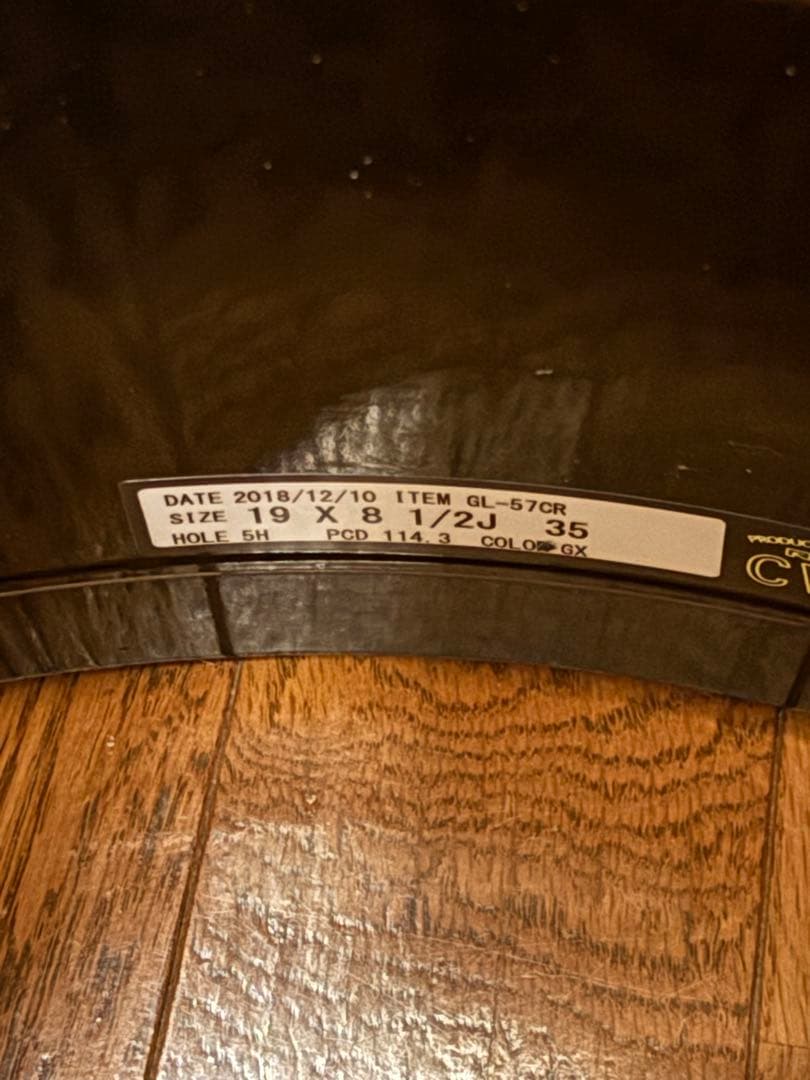 DATE 2018/12/10 ITEM GL-57CR
SIZE 19 X 8 1/2J 35
HOLE 5H PCD 114.3 COLOR GX